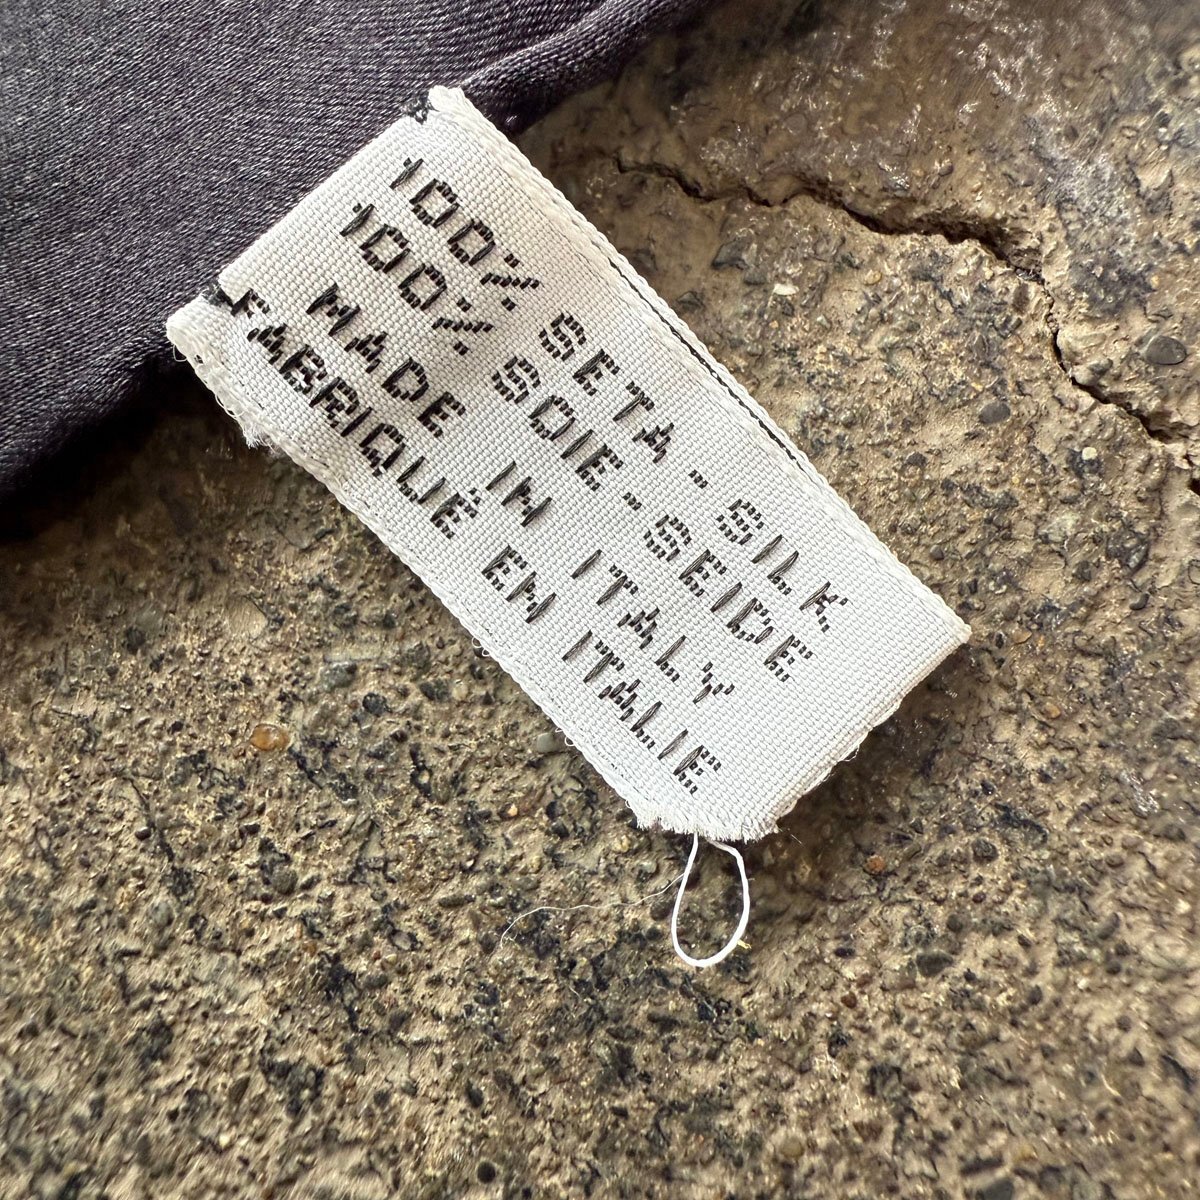 100% SETA - SILK
100% SOIE - SEIDE
MADE IN ITALY
FABRIQUÉ EN ITALIE